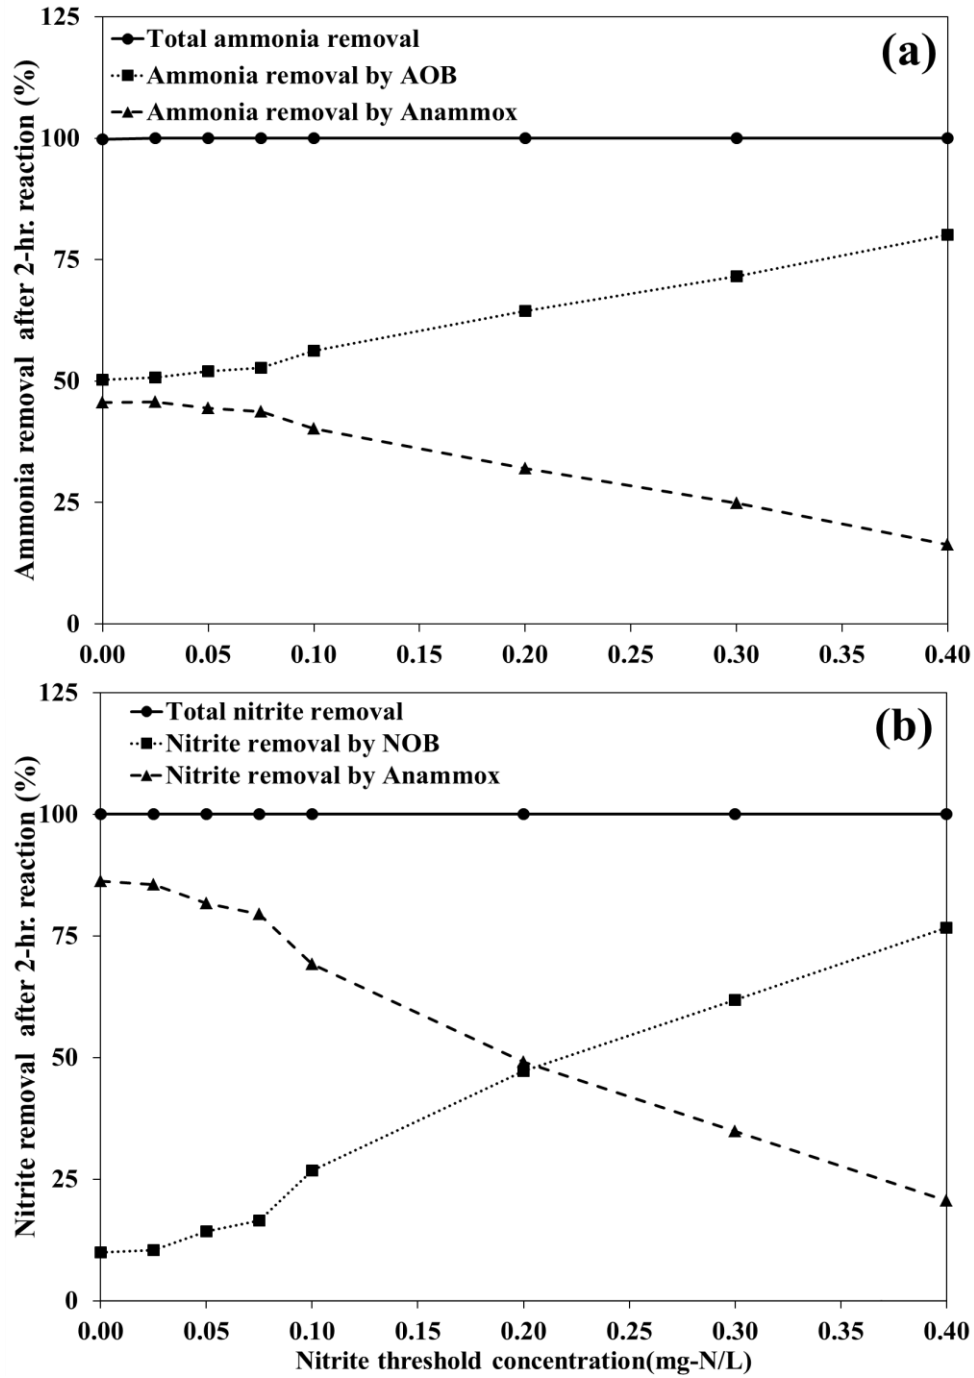 125
Total ammonia removal
(a)
Ammonia removal by AOB
Ammonia removal by Anammox
100
75
50
25
0
Ammonia removal after 2-hr. reaction (%)
0.00 0.05 0.10 0.15 0.20 0.25 0.30 0.35 0.40
125
Total nitrite removal
(b)
Nitrite removal by NOB
Nitrite removal by Anammox
100
75
50
25
0
Nitrite removal after 2-hr. reaction (%)
0.00 0.05 0.10 0.15 0.20 0.25 0.30 0.35 0.40
Nitrite threshold concentration(mg-N/L)